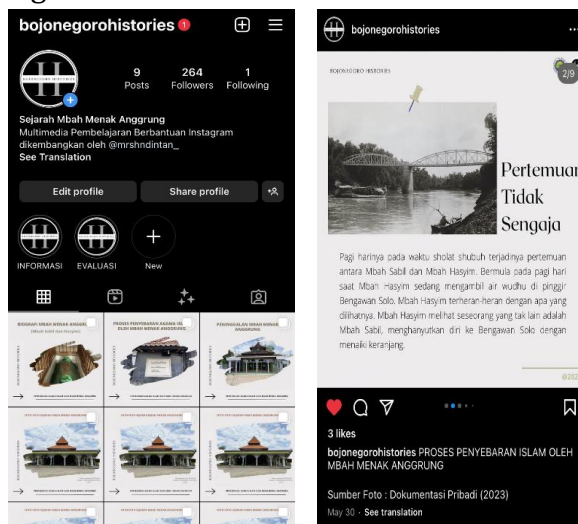 bojonegorohistories 1
9 264 1
Posts Followers Following
Sejarah Mbah Menak Anggrung
Multimedia Pembelajaran Berbantuan Instagram
dikembangkan oleh @mrshndintan_
See Translation
Edit profile Share profile
INFORMASI EVALUASI New
BIOGRAFI MBAH MENAK
(Mbah Sabil dan Hasyim)
PROSES PENYEBARAN AGAMA
OLEH MBAH MENAK ANGGRUNG
PENINGGALAN MBAH MENAK
ANGGRUNG
bojonegorohistories
BOJONEGORO HISTORIES
2/9
Pertemuan
Tidak
Sengaja
Pagi harinya pada waktu sholat shubuh terjadinya pertemuan
antara Mbah Sabil dan Mbah Hasyim. Bermula pada pagi hari
saat Mbah Hasyim sedang mengambil air wudhu di pinggir
Bengawan Solo. Mbah Hasyim terheran-heran dengan apa yang
dilihatnya. Mbah Hasyim melihat seseorang yang tak lain adalah
Mbah Sabil, menghanyutkan diri ke Bengawan Solo dengan
menaiki keranjang.
3 likes
bojonegorohistories PROSES PENYEBARAN ISLAM OLEH
MBAH MENAK ANGGRUNG
Sumber Foto : Dokumentasi Pribadi (2023)
May 30 · See translation